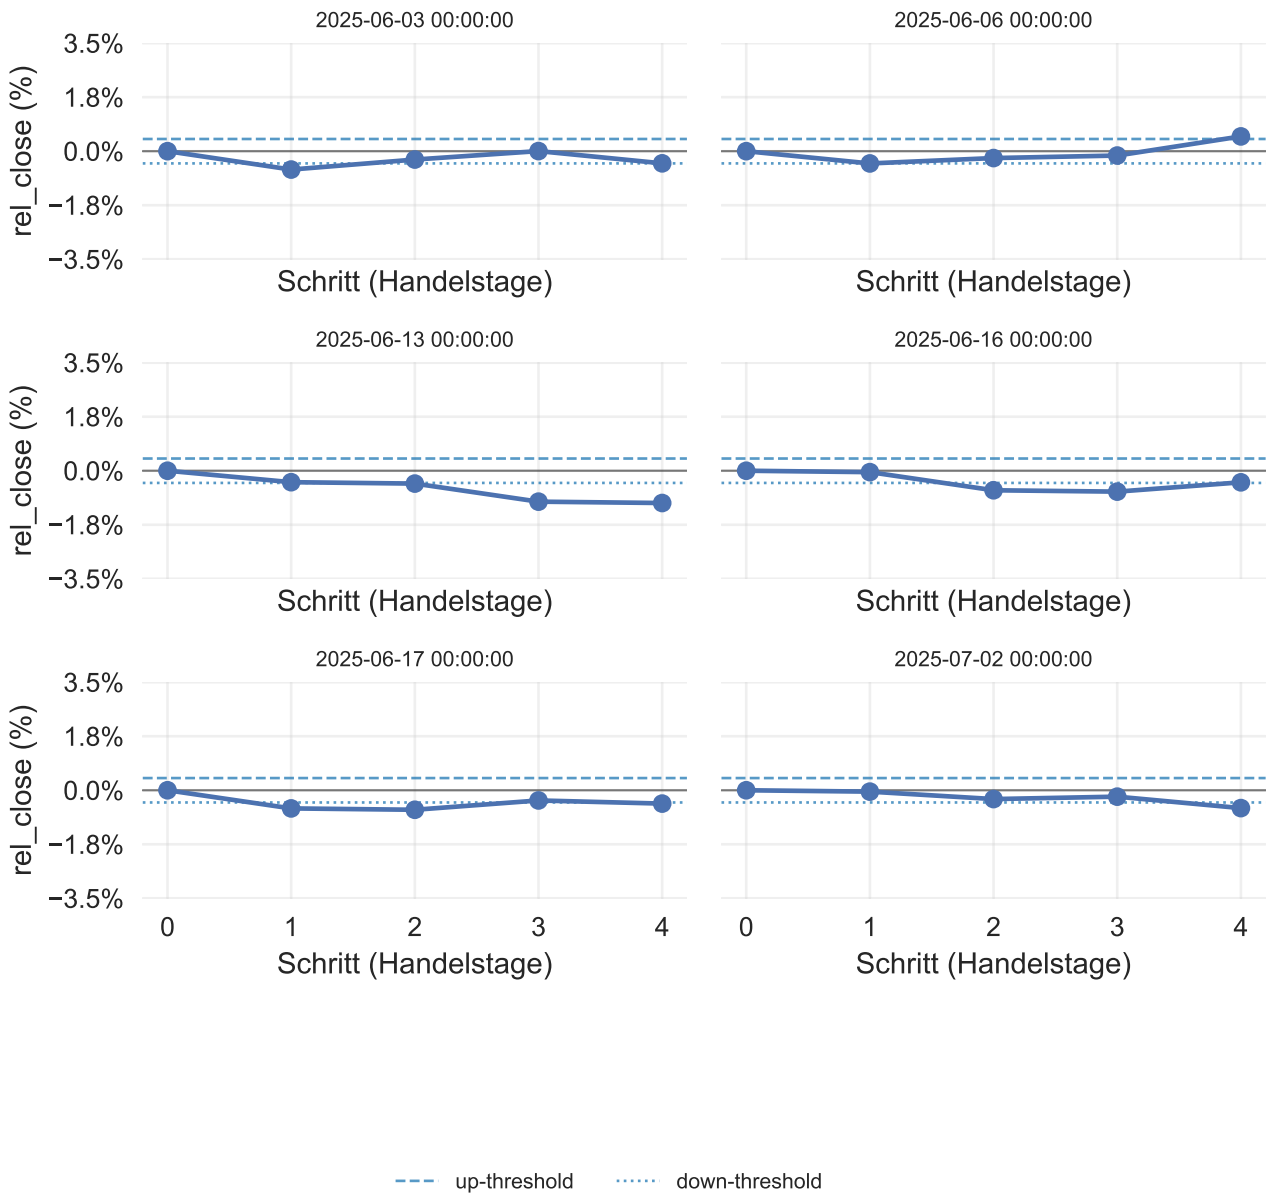 2025-06-03 00:00:00
2025-06-06 00:00:00
3.5%
1.8%
0.0%
−1.8%
−3.5%
rel_close (%)
Schritt (Handelstage)
Schritt (Handelstage)
2025-06-13 00:00:00
2025-06-16 00:00:00
3.5%
1.8%
0.0%
−1.8%
−3.5%
rel_close (%)
Schritt (Handelstage)
Schritt (Handelstage)
2025-06-17 00:00:00
2025-07-02 00:00:00
3.5%
1.8%
0.0%
−1.8%
−3.5%
rel_close (%)
0 1 2 3 4
0 1 2 3 4
Schritt (Handelstage)
Schritt (Handelstage)
up-threshold
down-threshold